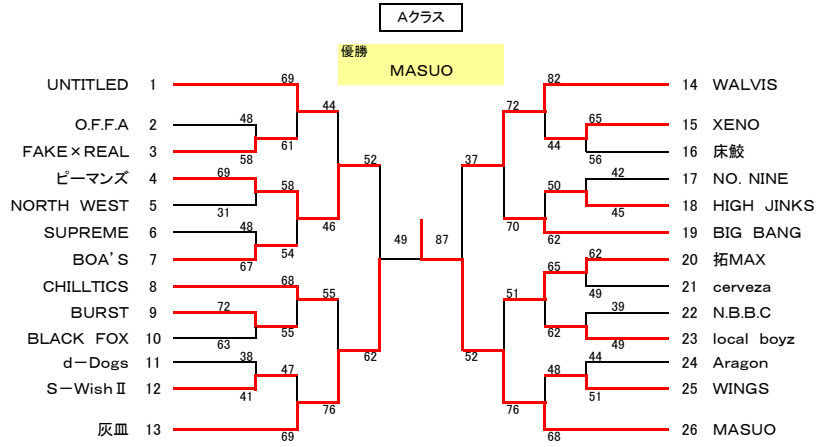 Aクラス
優勝
MASUO
UNTITLED 1
69
O.F.F.A 2
48
FAKE×REAL 3
58
61
44
ピーマンズ 4
69
NORTH WEST 5
31
58
SUPREME 6
48
BOA'S 7
67
54
46
52
CHILLTICS 8
68
BURST 9
72
BLACK FOX 10
63
55
55
d-Dogs 11
38
S-WishⅡ 12
41
47
灰皿 13
69
76
62
49
87
82
14 WALVIS
65
15 XENO
56
16 床鮫
44
72
42
17 NO. NINE
45
18 HIGH JINKS
50
62
19 BIG BANG
70
37
62
20 拓MAX
49
21 cerveza
65
39
22 N.B.B.C
49
23 local boyz
62
51
44
24 Aragon
51
25 WINGS
48
68
26 MASUO
76
52